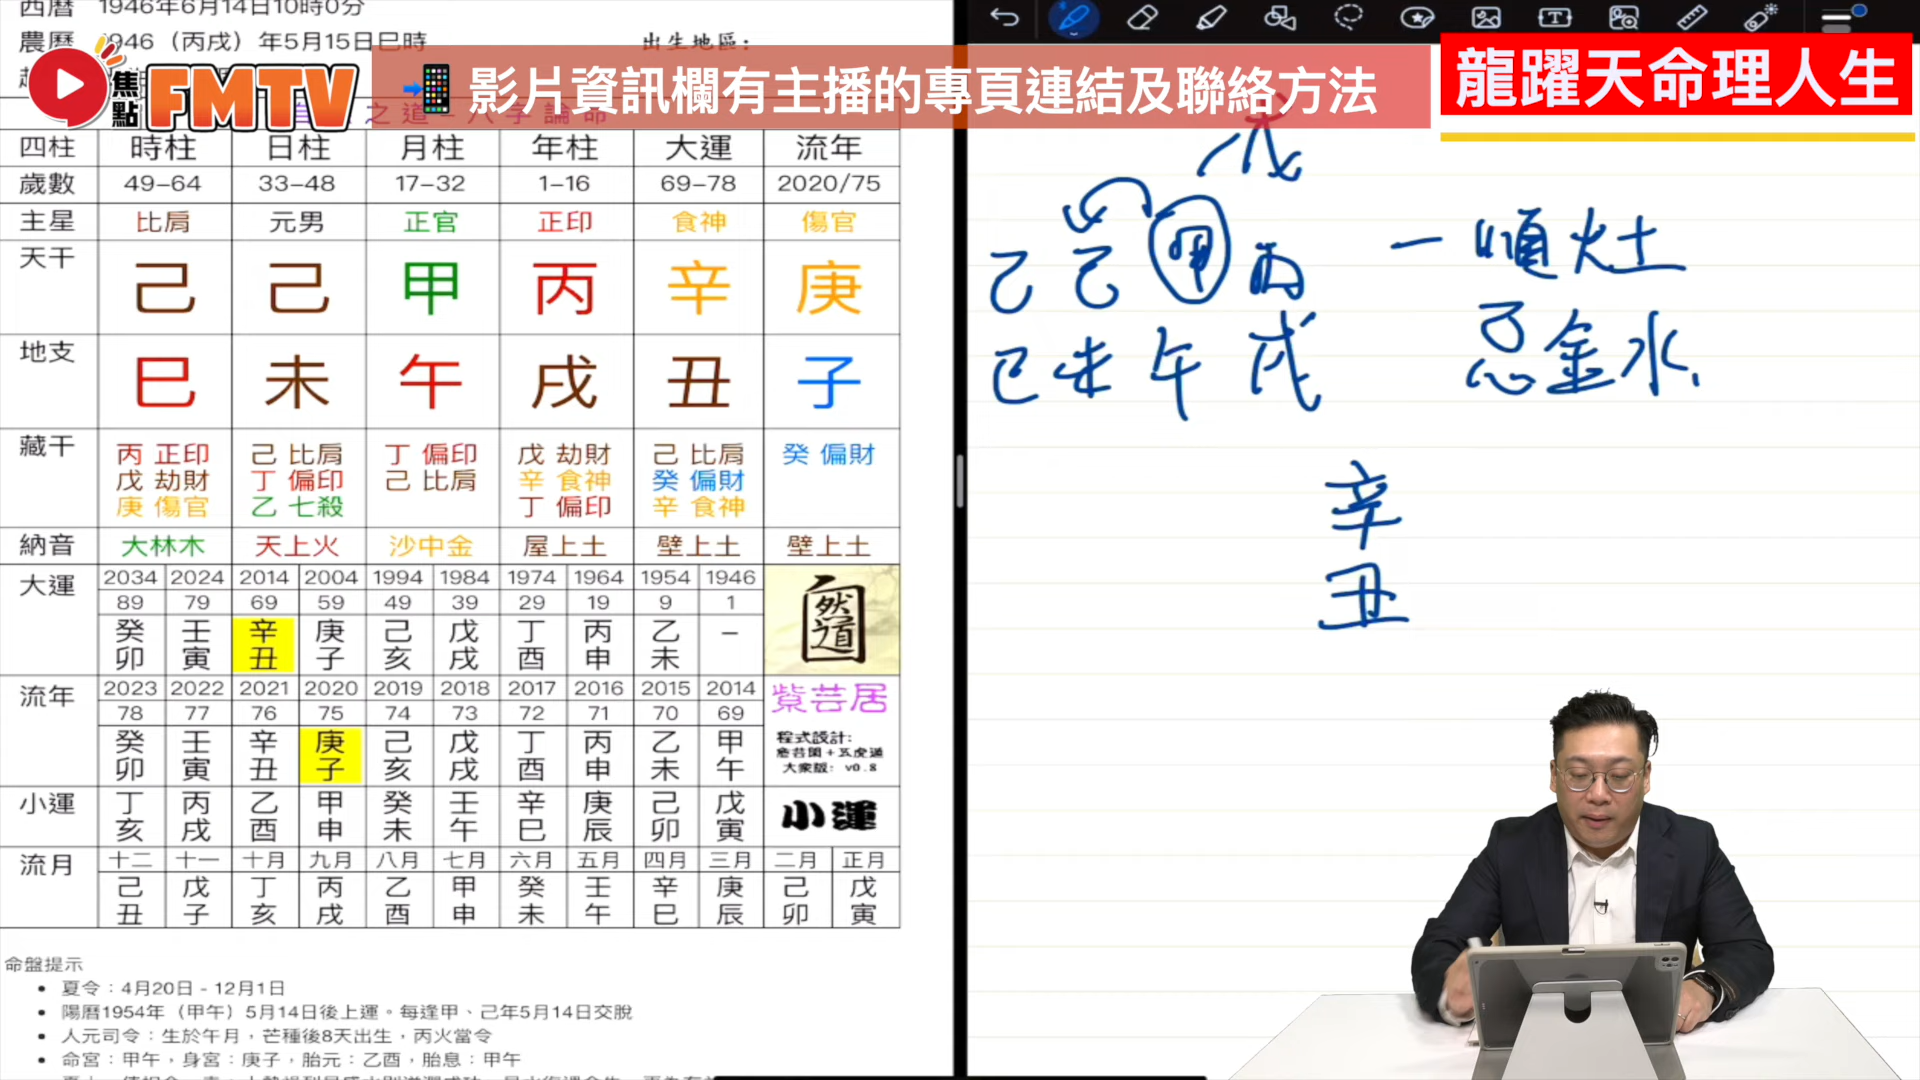 西曆 1946年6月14日10時0分
農曆 1946（丙戌）年5月15日巳時 出生地區：
焦點 FMTV
影片資訊欄有主播的專頁連結及聯絡方法
龍躍天命理人生
之道－八字論命
四柱 時柱 日柱 月柱 年柱 大運 流年
歲數 49-64 33-48 17-32 1-16 69-78 2020/75
主星 比肩 元男 正官 正印 食神 傷官
天干 己 己 甲 丙 辛 庚
地支 巳 未 午 戌 丑 子
藏干 丙 正印 己 比肩 丁 偏印 戊 劫財 己 比肩 癸 偏財
戊 劫財 丁 偏印 己 比肩 辛 食神 癸 偏財
庚 傷官 乙 七殺 丁 偏印 辛 食神
納音 大林木 天上火 沙中金 屋上土 壁上土 壁上土
大運 2034 2024 2014 2004 1994 1984 1974 1964 1954 1946
89 79 69 59 49 39 29 19 9 1
癸 壬 辛 庚 己 戊 丁 丙 乙 –
卯 寅 丑 子 亥 戌 酉 申 未
然道
流年 2023 2022 2021 2020 2019 2018 2017 2016 2015 2014
78 77 76 75 74 73 72 71 70 69
癸 壬 辛 庚 己 戊 丁 丙 乙 甲
卯 寅 丑 子 亥 戌 酉 申 未 午
紫芸居
程式設計：
大衆版： v0.8
小運 丁 丙 乙 甲 癸 壬 辛 庚 己 戊
亥 戌 酉 申 未 午 巳 辰 卯 寅
小運
流月 十二 十一 十月 九月 八月 七月 六月 五月 四月 三月 二月 正月
己 戊 丁 丙 乙 甲 癸 壬 辛 庚 己 戊
丑 子 亥 戌 酉 申 未 午 巳 辰 卯 寅
命盤提示
夏令：4月20日 - 12月1日
陽曆1954年（甲午）5月14日後上運。每逢甲、己年5月14日交脫
人元司令：生於午月，芒種後8天出生，丙火當令
命宮：甲午，身宮：庚子，胎元：乙酉，胎息：甲午
己 己 甲 丙
巳 未 午 戌
一順火土
忌金水
辛
丑